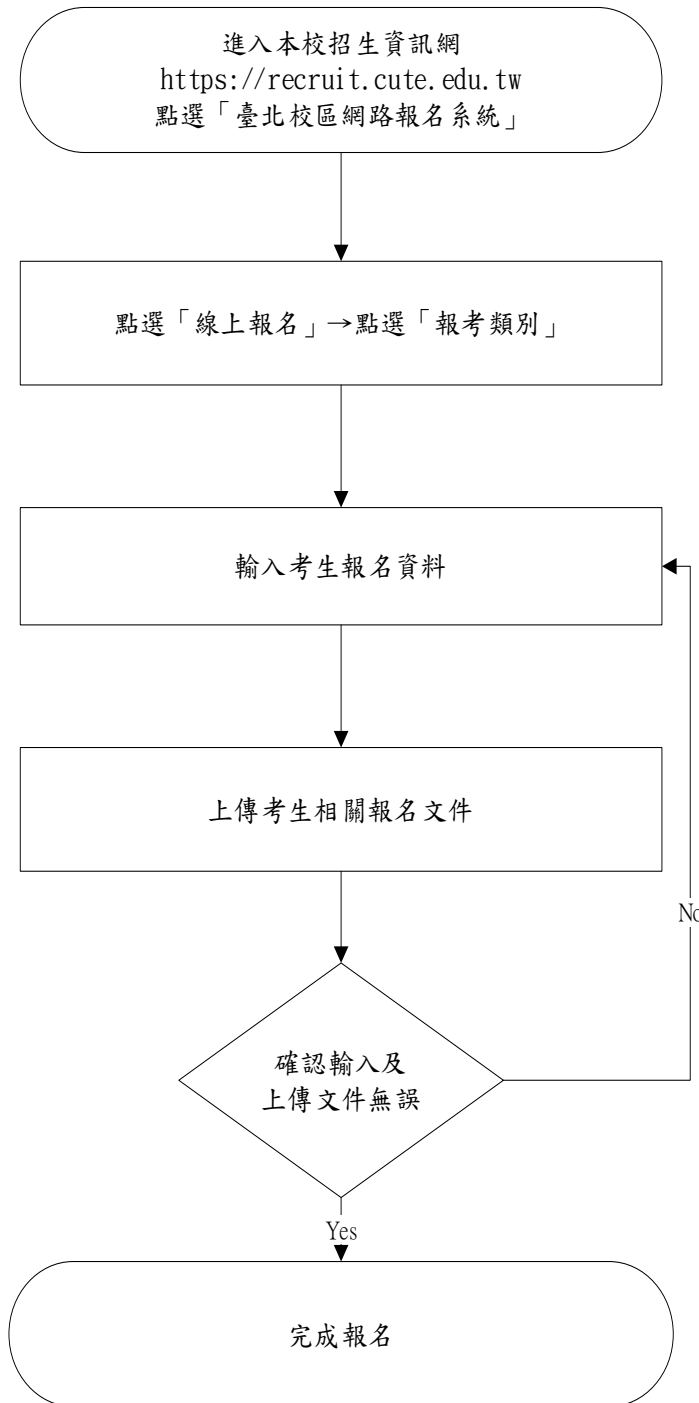 進入本校招生資訊網
https://recruit.cute.edu.tw
點選「臺北校區網路報名系統」
點選「線上報名」→點選「報考類別」
輸入考生報名資料
上傳考生相關報名文件
No
確認輸入及
上傳文件無誤
Yes
完成報名